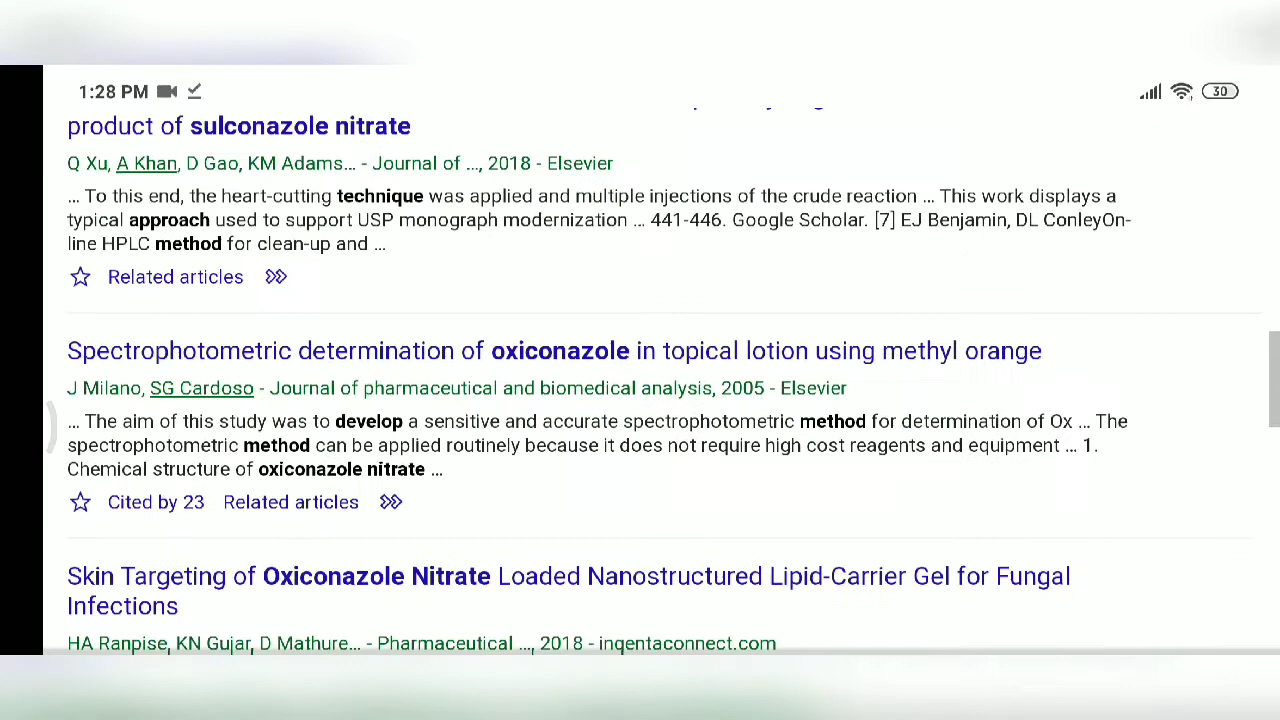 1:28 PM
30
product of sulconazole nitrate
Q Xu, A Khan, D Gao, KM Adams... - Journal of ..., 2018 - Elsevier
... To this end, the heart-cutting technique was applied and multiple injections of the crude reaction ... This work displays a
typical approach used to support USP monograph modernization ... 441-446. Google Scholar. [7] EJ Benjamin, DL ConleyOn-
line HPLC method for clean-up and ...
Related articles
Spectrophotometric determination of oxiconazole in topical lotion using methyl orange
J Milano, SG Cardoso - Journal of pharmaceutical and biomedical analysis, 2005 - Elsevier
... The aim of this study was to develop a sensitive and accurate spectrophotometric method for determination of Ox ... The
spectrophotometric method can be applied routinely because it does not require high cost reagents and equipment ... 1.
Chemical structure of oxiconazole nitrate ...
Cited by 23 Related articles
Skin Targeting of Oxiconazole Nitrate Loaded Nanostructured Lipid-Carrier Gel for Fungal
Infections
HA Ranpise, KN Gujar, D Mathure... - Pharmaceutical ..., 2018 - ingentaconnect.com